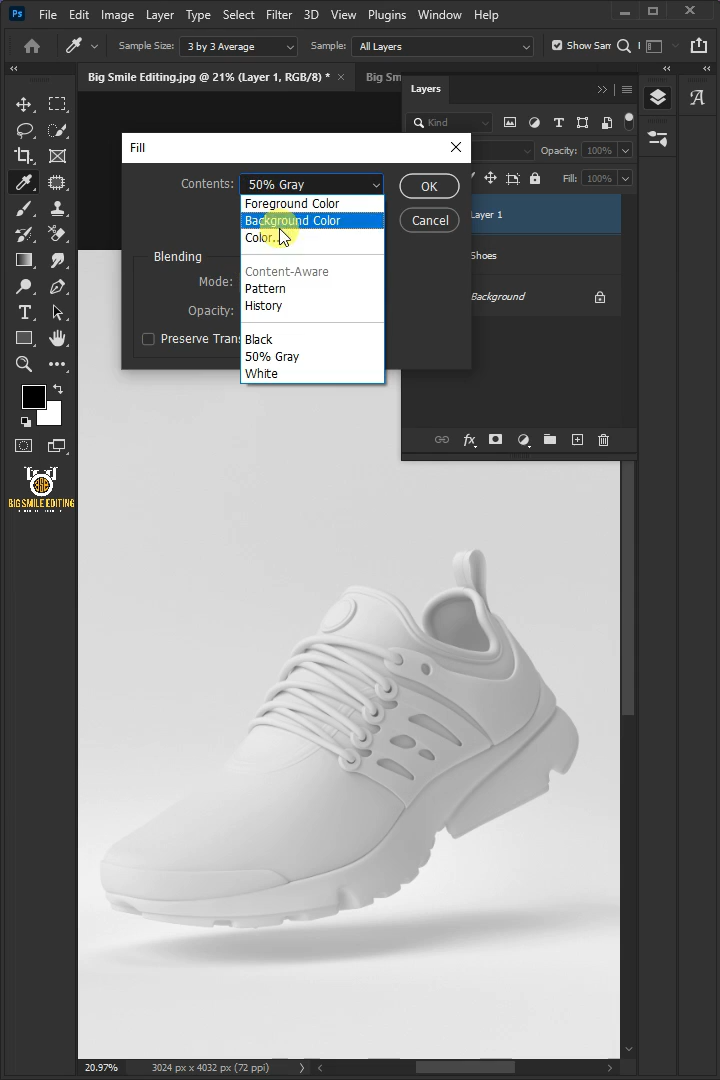 Ps File Edit Image Layer Type Select Filter 3D View Plugins Window Help
Sample Size: 3 by 3 Average Sample: All Layers Show Sam
Big Smile Editing.jpg @ 21% (Layer 1, RGB/8) * × Big Sm
Layers
Kind
Opacity: 100%
Fill: 100%
Layer 1
Shoes
Background
Fill
Contents: 50% Gray OK
Foreground Color
Background Color Cancel
Color...
Blending
Content-Aware
Mode:
Pattern
History
Opacity:
Preserve Trans
Black
50% Gray
White
fx
BIG SMILE EDITING
20.97% 3024 px x 4032 px (72 ppi)